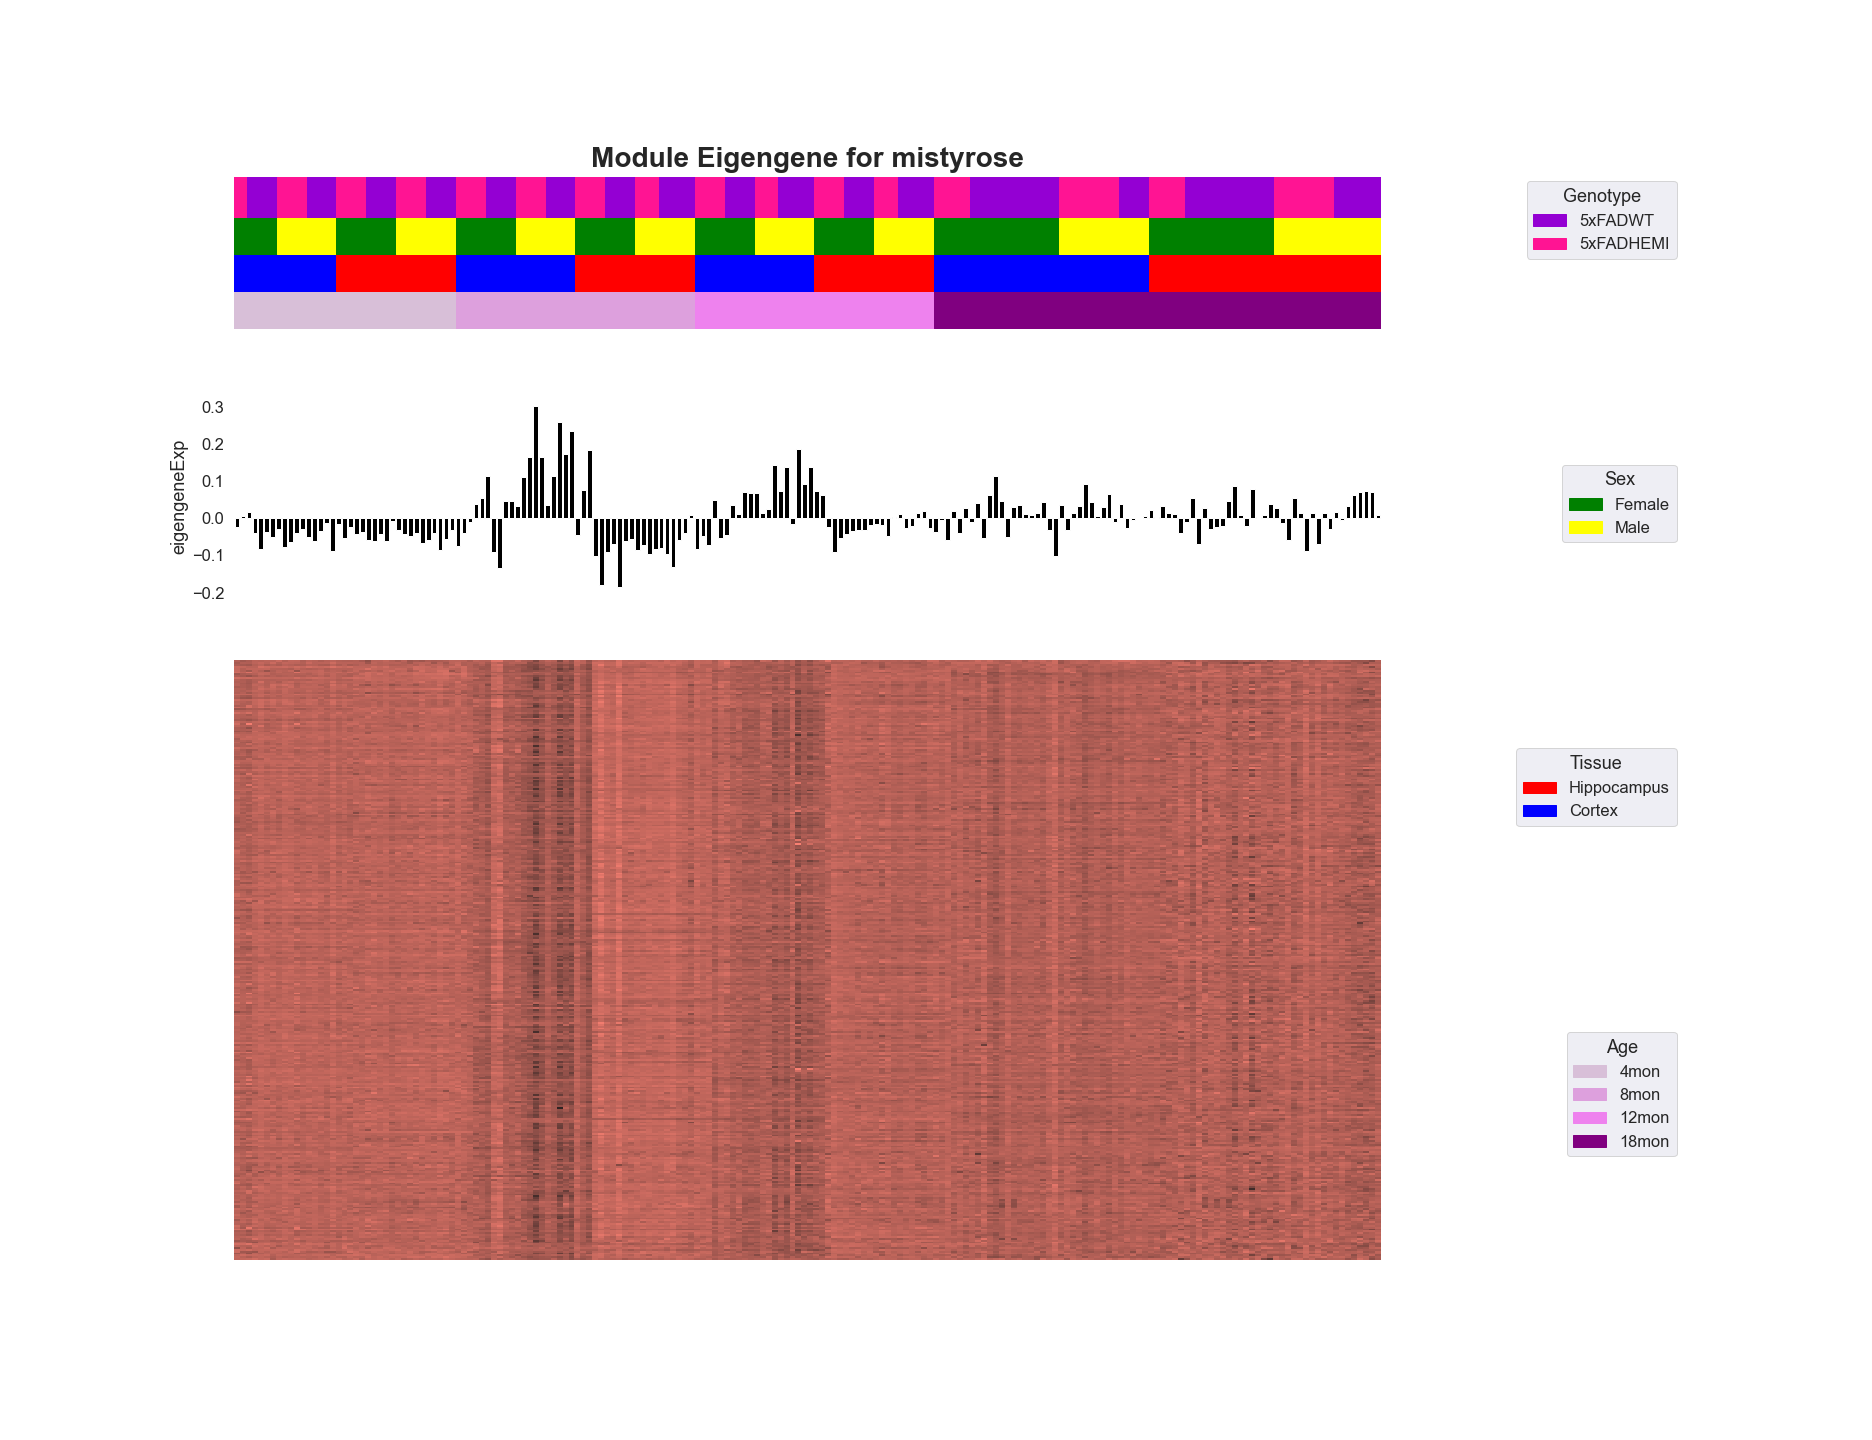 Module Eigengene for mistyrose
Genotype
5xFADWT
5xFADHEMI
eigengeneExp
0.3
0.2
0.1
0.0
−0.1
−0.2
Sex
Female
Male
Tissue
Hippocampus
Cortex
Age
4mon
8mon
12mon
18mon